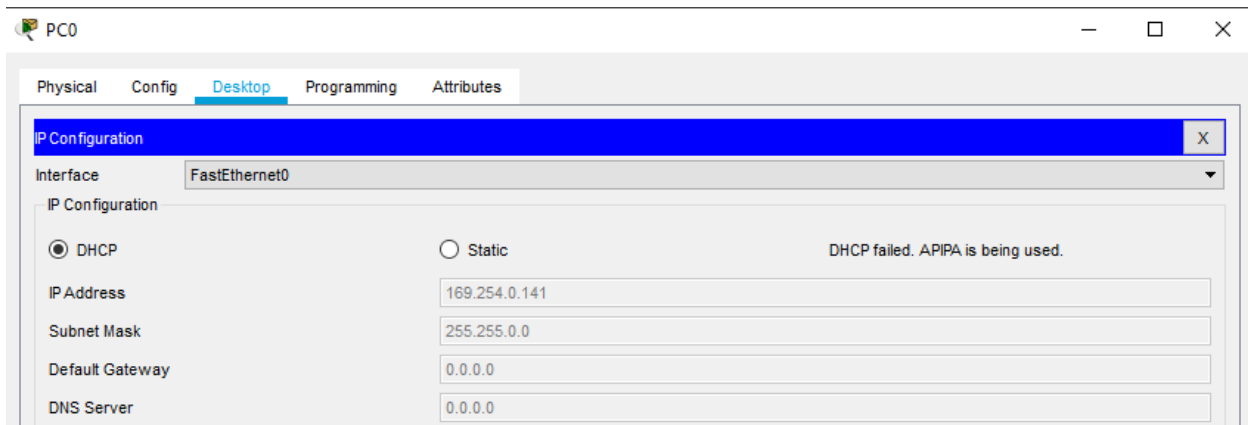 PC0
Physical Config Desktop Programming Attributes
IP Configuration X
Interface FastEthernet0
IP Configuration
DHCP Static DHCP failed. APIPA is being used.
IP Address 169.254.0.141
Subnet Mask 255.255.0.0
Default Gateway 0.0.0.0
DNS Server 0.0.0.0